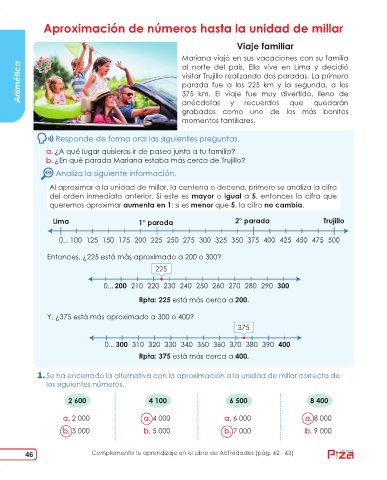 Aproximación de números hasta la unidad de millar
Aritmética
Viaje familiar
Mariana viajó en sus vacaciones con su familia
al norte del país. Ella vive en Lima y decidió
visitar Trujillo realizando dos paradas. La primera
parada fue a los 225 km y la segunda, a los
375 km. El viaje fue muy divertido, lleno de
anécdotas y recuerdos que quedarán
grabados como uno de los más bonitos
momentos familiares.
Responde de forma oral las siguientes preguntas.
a. ¿A qué lugar quisieras ir de paseo junto a tu familia?
b. ¿En qué parada Mariana estaba más cerca de Trujillo?
Analiza la siguiente información.
Al aproximar a la unidad de millar, la centena o decena, primero se analiza la cifra
del orden inmediato anterior. Si este es mayor o igual a 5, entonces la cifra que
queremos aproximar aumenta en 1; si es menor que 5, la cifra no cambia.
Lima 1° parada 2° parada Trujillo
0... 100 125 150 175 200 225 250 275 300 325 350 375 400 425 450 475 500
Entonces, ¿225 está más aproximado a 200 o 300?
225
0... 200 210 220 230 240 250 260 270 280 290 300
Rpta: 225 está más cerca a 200.
Y, ¿375 está más aproximado a 300 o 400?
375
0... 300 310 320 330 340 350 360 370 380 390 400
Rpta: 375 está más cerca a 400.
1. Se ha encerrado la alternativa con la aproximación a la unidad de millar correcta de
los siguientes números.
2 600 4 100 6 500 8 400
a. 2 000 a. 4 000 a. 6 000 a. 8 000
b. 3 000 b. 5 000 b. 7 000 b. 9 000
46 Complementa tu aprendizaje en el Libro de Actividades (pág. 62 - 63)